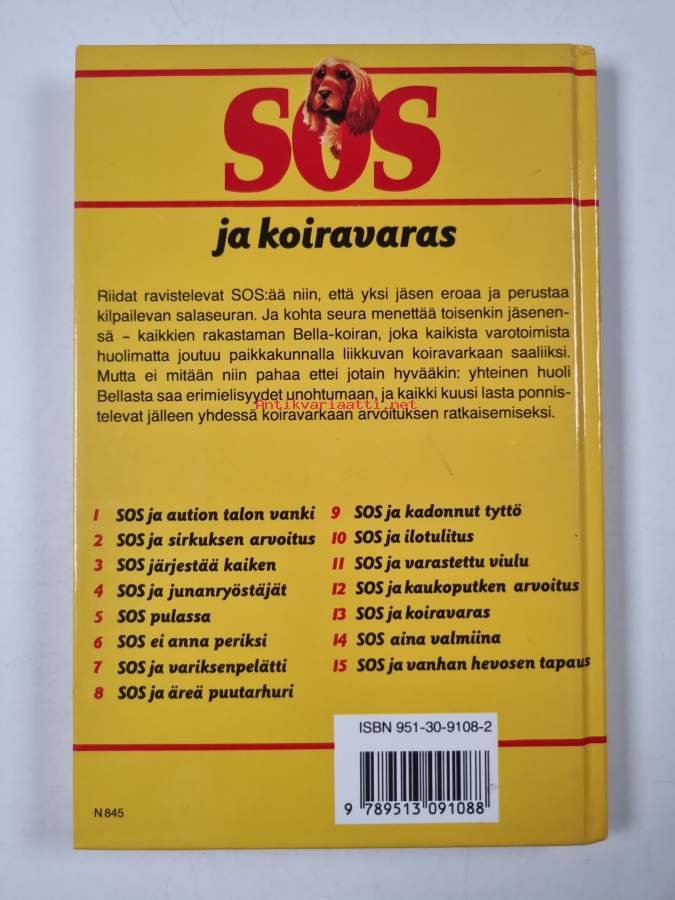 SOS
ja koiravaras
Riidat ravistelevat SOS:ää niin, että yksi jäsen eroaa ja perustaa
kilpailevan salaseuran. Ja kohta seura menettää toisenkin jäsenen-
sä – kaikkien rakastaman Bella-koiran, joka kaikista varotoimista
huolimatta joutuu paikkakunnalla liikkuvan koiravarkaan saaliiksi.
Mutta ei mitään niin pahaa ettei jotain hyvääkin: yhteinen huoli
Bellasta saa erimielisyydet unohtumaan, ja kaikki kuusi lasta ponnis-
televat jälleen yhdessä koiravarkaan arvoituksen ratkaisemiseksi.
Antikvariaatti.net
1 SOS ja aution talon vanki
2 SOS ja sirkuksen arvoitus
3 SOS järjestää kaiken
4 SOS ja junanryöstäjät
5 SOS pulassa
6 SOS ei anna periksi
7 SOS ja variksenpelätti
8 SOS ja äreä puutarhuri
9 SOS ja kadonnut tyttö
10 SOS ja ilotulitus
11 SOS ja varastettu viulu
12 SOS ja kaukoputken arvoitus
13 SOS ja koiravaras
14 SOS aina valmiina
15 SOS ja vanhan hevosen tapaus
ISBN 951-30-9108-2
9 789513 091088
N 845